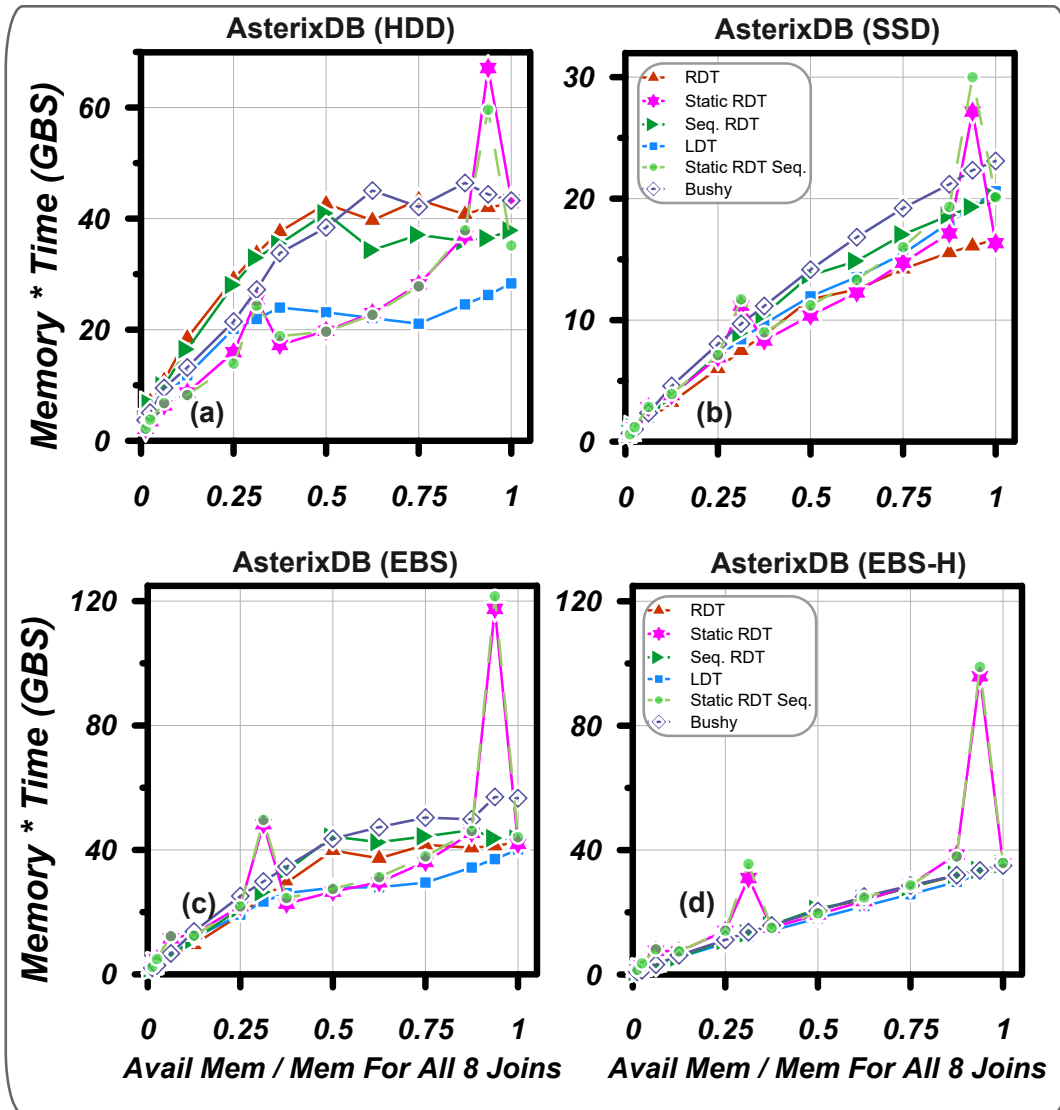 AsterixDB (HDD)
AsterixDB (SSD)
Memory * Time (GBS)
60
40
20
0
(a)
0 0.25 0.5 0.75 1
30
20
10
0
RDT
Static RDT
Seq. RDT
LDT
Static RDT Seq.
Bushy
(b)
0 0.25 0.5 0.75 1
AsterixDB (EBS)
AsterixDB (EBS-H)
Memory * Time (GBS)
120
80
40
0
(c)
0 0.25 0.5 0.75 1
Avail Mem / Mem For All 8 Joins
120
80
40
0
RDT
Static RDT
Seq. RDT
LDT
Static RDT Seq.
Bushy
(d)
0 0.25 0.5 0.75 1
Avail Mem / Mem For All 8 Joins